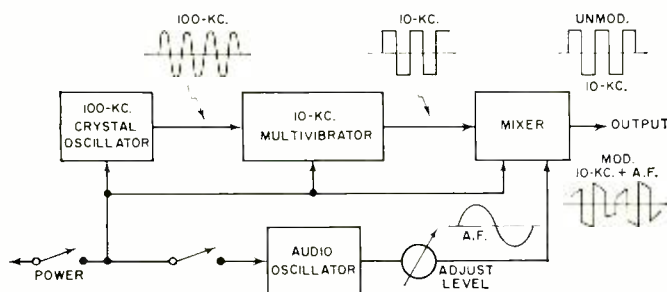 100-KC.
10-KC.
UNMOD.
10-KC.
100-KC.
CRYSTAL
OSCILLATOR
10-KC.
MULTIVIBRATOR
MIXER
OUTPUT
MOD.
10-KC. + A.F.
A.F.
POWER
AUDIO
OSCILLATOR
ADJUST
LEVEL